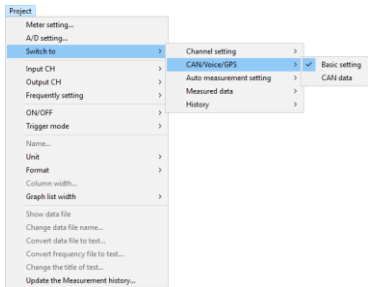 Project
Meter setting...
A/D setting...
Switch to
Input CH
Output CH
Frequently setting
ON/OFF
Trigger mode
Name...
Unit
Format
Column width...
Graph list width
Show data file
Change data file name...
Convert data file to text...
Convert frequency file to text...
Change the title of text...
Update the Measurement history...
Channel setting
CAN/Voice/GPS
Auto measurement setting
Measured data
History
Basic setting
CAN data